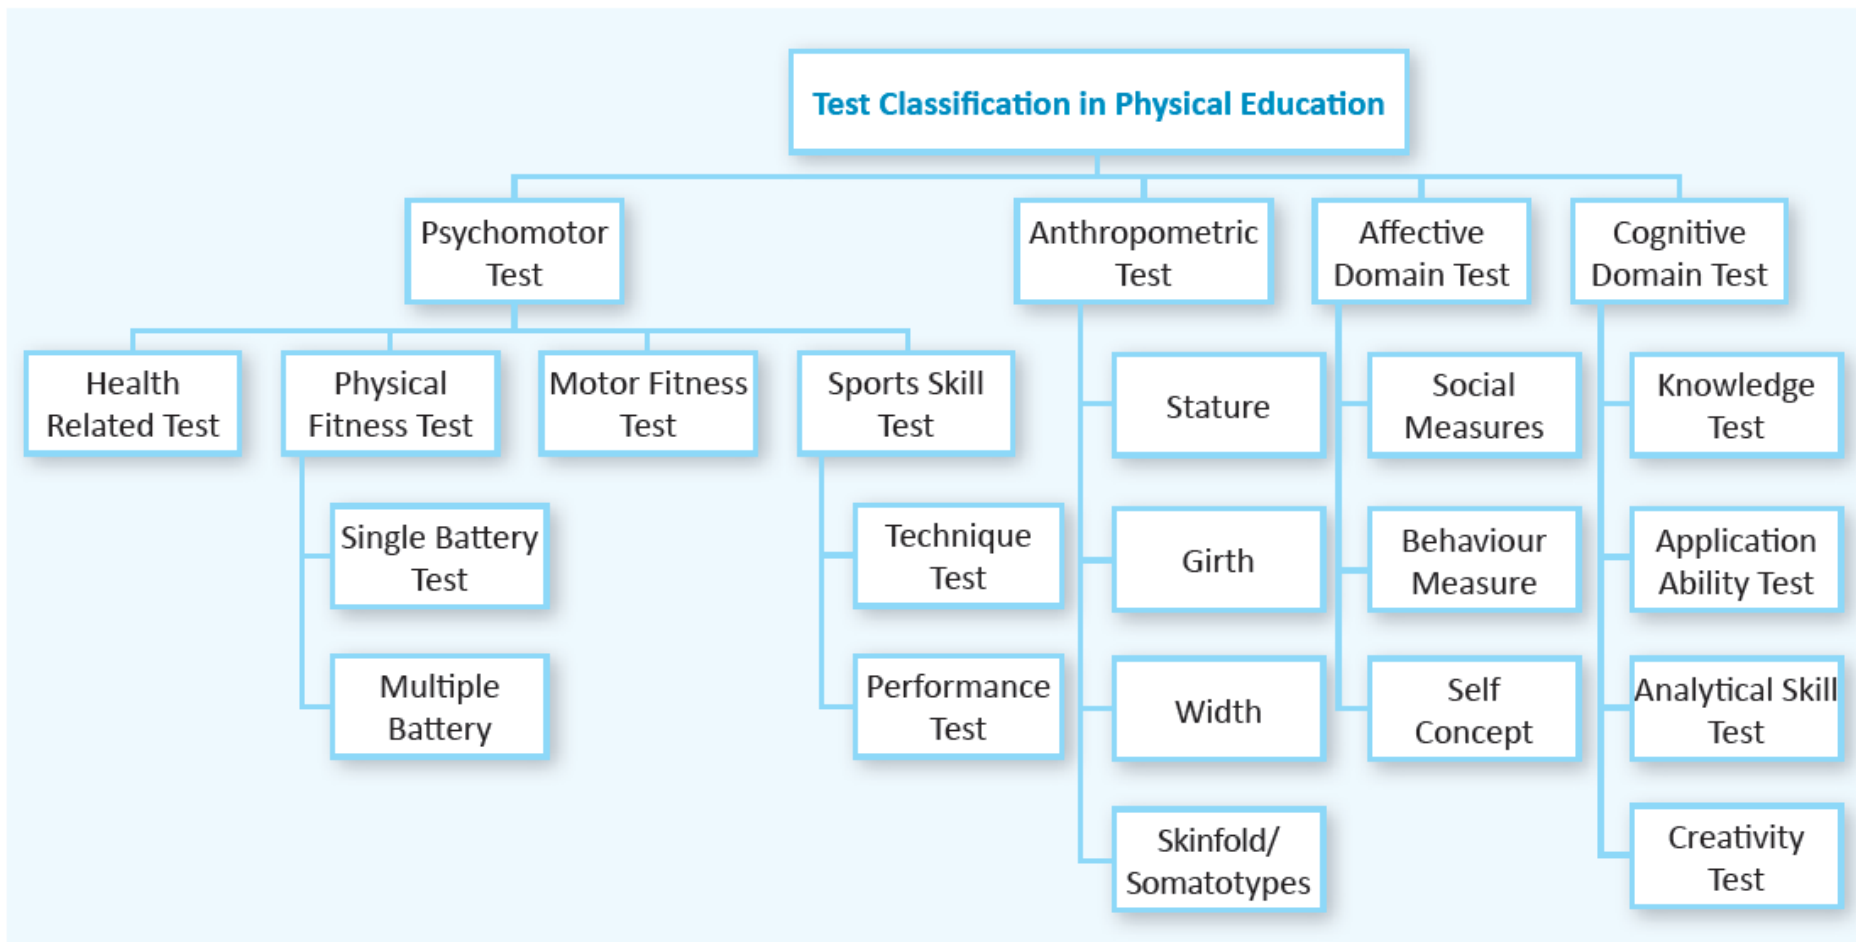 Test Classification in Physical Education
Psychomotor
Test
Anthropometric
Test
Affective
Domain Test
Cognitive
Domain Test
Health
Related Test
Physical
Fitness Test
Motor Fitness
Test
Sports Skill
Test
Stature
Social
Measures
Knowledge
Test
Single Battery
Test
Technique
Test
Girth
Behaviour
Measure
Application
Ability Test
Multiple
Battery
Performance
Test
Width
Self
Concept
Analytical Skill
Test
Skinfold/
Somatotypes
Creativity
Test